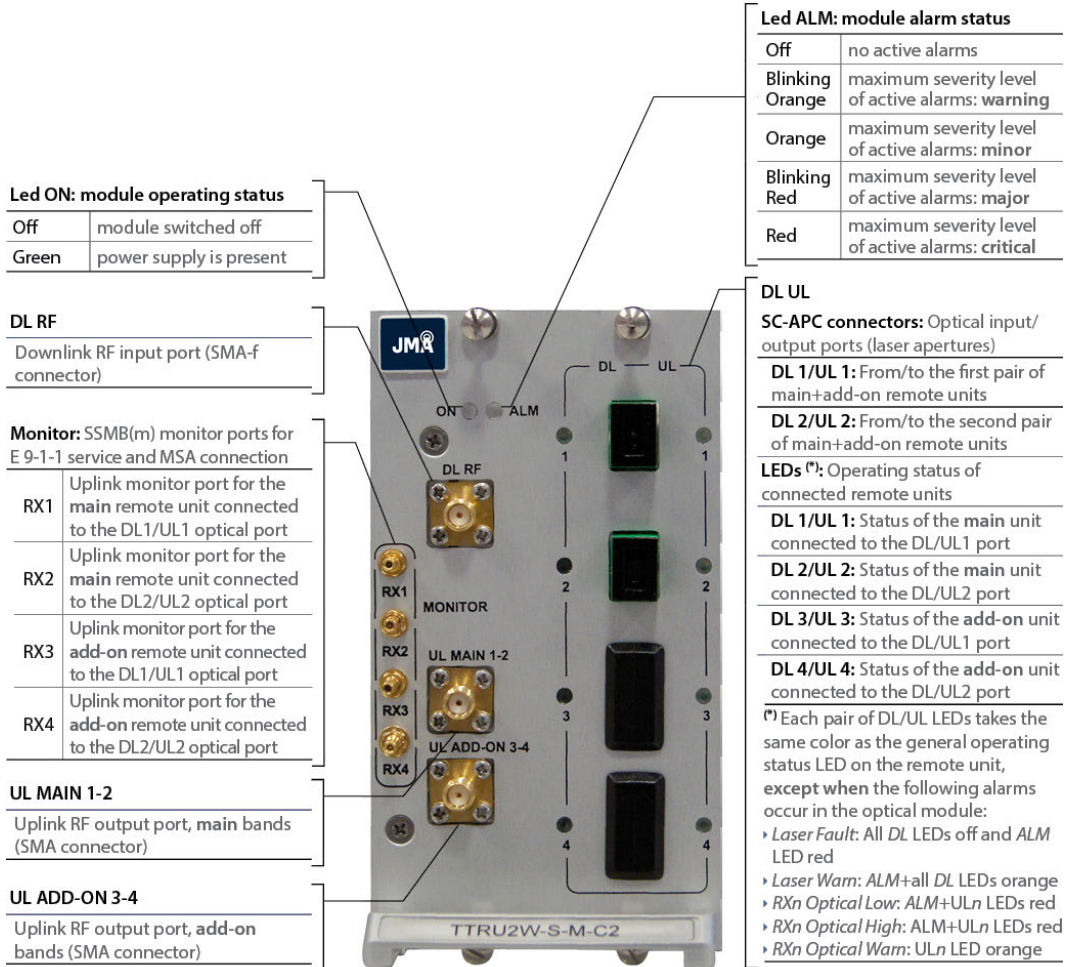 Led ON: module operating status
Off module switched off
Green power supply is present
DL RF
Downlink RF input port (SMA-f
connector)
Monitor: SSMB(m) monitor ports for
E 9-1-1 service and MSA connection
RX1 Uplink monitor port for the
main remote unit connected
to the DL1/UL1 optical port
RX2 Uplink monitor port for the
main remote unit connected
to the DL2/UL2 optical port
RX3 Uplink monitor port for the
add-on remote unit connected
to the DL1/UL1 optical port
RX4 Uplink monitor port for the
add-on remote unit connected
to the DL2/UL2 optical port
UL MAIN 1-2
Uplink RF output port, main bands
(SMA connector)
UL ADD-ON 3-4
Uplink RF output port, add-on
bands (SMA connector)
JMA
DL UL
ON ALM
1 1
DL RF
2 2
RX1
MONITOR
RX2
UL MAIN 1-2
RX3
3 3
UL ADD-ON 3-4
RX4
4 4
TTRU2W-S-M-C2
Led ALM: module alarm status
Off no active alarms
Blinking Orange maximum severity level
of active alarms: warning
Orange maximum severity level
of active alarms: minor
Blinking Red maximum severity level
of active alarms: major
Red maximum severity level
of active alarms: critical
DL UL
SC-APC connectors: Optical input/
output ports (laser apertures)
DL 1/UL 1: From/to the first pair of
main+add-on remote units
DL 2/UL 2: From/to the second pair
of main+add-on remote units
LEDs (*): Operating status of
connected remote units
DL 1/UL 1: Status of the main unit
connected to the DL/UL1 port
DL 2/UL 2: Status of the main unit
connected to the DL/UL2 port
DL 3/UL 3: Status of the add-on unit
connected to the DL/UL1 port
DL 4/UL 4: Status of the add-on unit
connected to the DL/UL2 port
(*) Each pair of DL/UL LEDs takes the
same color as the general operating
status LED on the remote unit,
except when the following alarms
occur in the optical module:
Laser Fault: All DL LEDs off and ALM
LED red
Laser Warn: ALM+all DL LEDs orange
RXn Optical Low: ALM+ULn LEDs red
RXn Optical High: ALM+ULn LEDs red
RXn Optical Warn: ULn LED orange